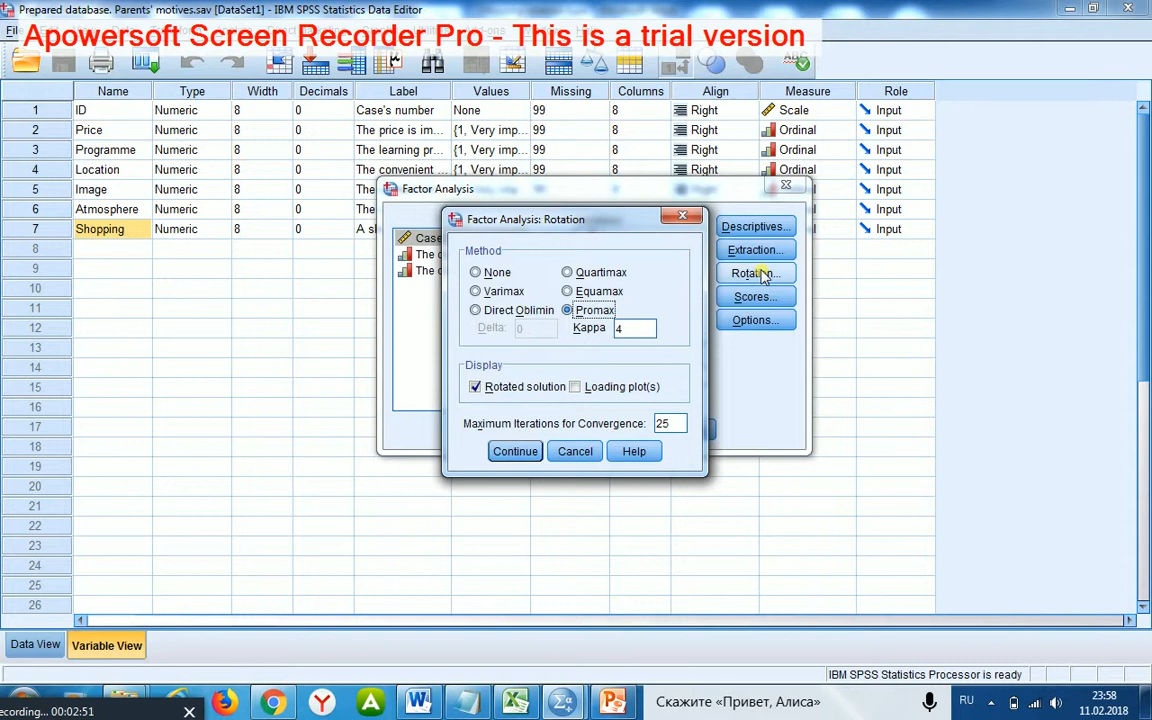 Prepared database. Parents' motives.sav [DataSet1] - IBM SPSS Statistics Data Editor
Apowersoft Screen Recorder Pro - This is a trial version
Name Type Width Decimals Label Values Missing Columns Align Measure Role
1 ID Numeric 8 0 Case's number None 99 8 Right Scale Input
2 Price Numeric 8 0 The price is im... {1, Very imp... 99 8 Right Ordinal Input
3 Programme Numeric 8 0 The learning pr... {1, Very imp... 99 8 Right Ordinal Input
4 Location Numeric 8 0 The convenient ... {1, Very imp... 99 8 Right Ordinal Input
5 Image Numeric 8 0 The Input
6 Atmosphere Numeric 8 0 The Input
7 Shopping Numeric 8 0 A sl Input
8
9
10
11
12
13
14
15
16
17
18
19
20
21
22
23
24
25
26
Factor Analysis
Case
The c
The c
Descriptives...
Extraction...
Rotation...
Scores...
Options...
Factor Analysis: Rotation
Method
None Quartimax
Varimax Equamax
Direct Oblimin Promax
Delta: 0 Kappa 4
Display
Rotated solution Loading plot(s)
Maximum Iterations for Convergence: 25
Continue Cancel Help
Data View Variable View
IBM SPSS Statistics Processor is ready
ecording... 00:02:51
Скажите «Привет, Алиса»
RU
23:58
11.02.2018